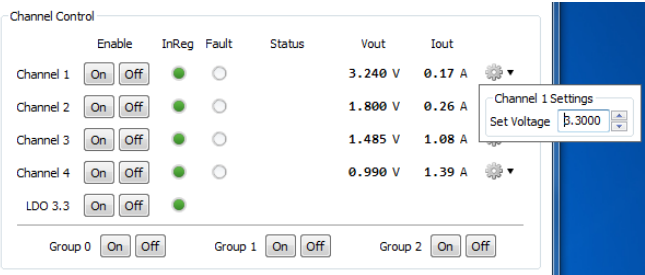 Channel Control
Enable InReg Fault Status Vout Iout
Channel 1 On Off 3.240 V 0.17 A
Channel 2 On Off 1.800 V 0.26 A
Channel 1 Settings
Set Voltage 3.3000
Channel 3 On Off 1.485 V 1.08 A
Channel 4 On Off 0.990 V 1.39 A
LDO 3.3 On Off
Group 0 On Off Group 1 On Off Group 2 On Off